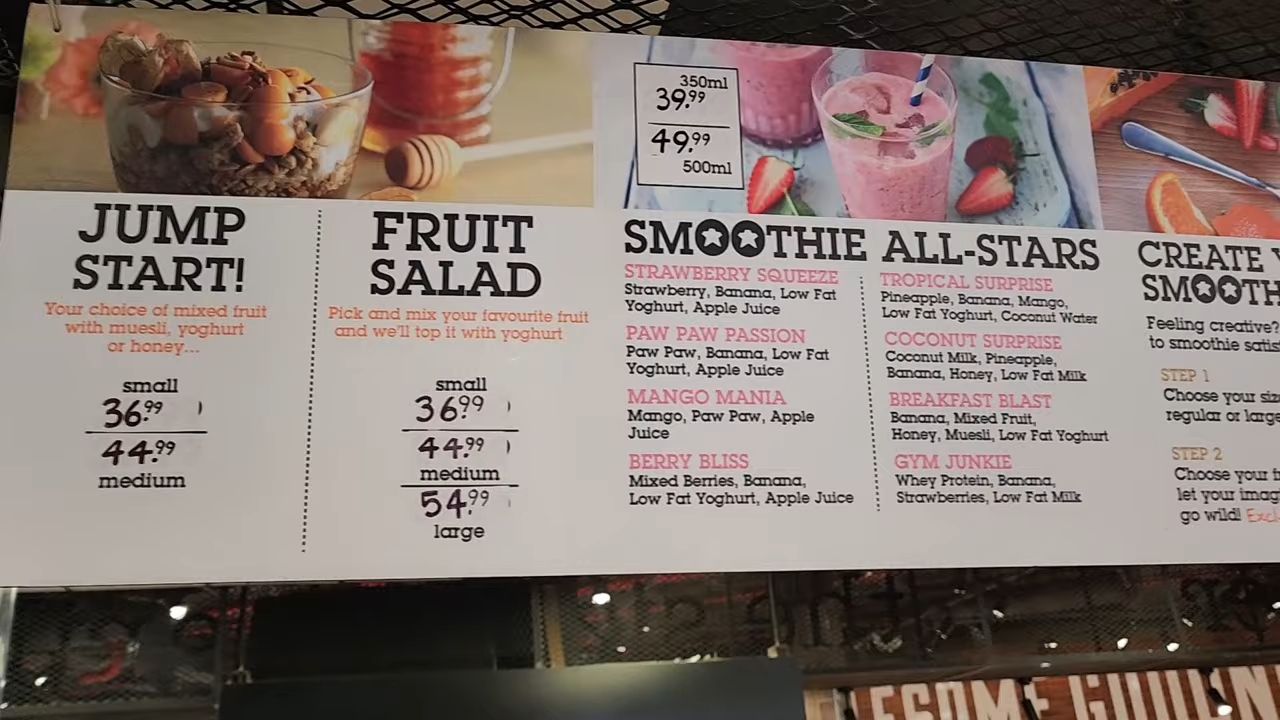 JUMP
START!
Your choice of mixed fruit
with muesli, yoghurt
or honey...
small
36.99
44.99
medium
FRUIT
SALAD
Pick and mix your favourite fruit
and we'll top it with yoghurt
small
36.99
44.99
medium
54.99
large
350ml
39.99
49.99
500ml
SMOOTHIE ALL-STARS
STRAWBERRY SQUEEZE
Strawberry, Banana, Low Fat
Yoghurt, Apple Juice
PAW PAW PASSION
Paw Paw, Banana, Low Fat
Yoghurt, Apple Juice
MANGO MANIA
Mango, Paw Paw, Apple
Juice
BERRY BLISS
Mixed Berries, Banana,
Low Fat Yoghurt, Apple Juice
TROPICAL SURPRISE
Pineapple, Banana, Mango,
Low Fat Yoghurt, Coconut Water
COCONUT SURPRISE
Coconut Milk, Pineapple,
Banana, Honey, Low Fat Milk
BREAKFAST BLAST
Banana, Mixed Fruit,
Honey, Muesli, Low Fat Yoghurt
GYM JUNKIE
Whey Protein, Banana,
Strawberries, Low Fat Milk
CREATE Y
SMOOTH
Feeling creative?
to smoothie satis
STEP 1
Choose your siz
regular or large
STEP 2
Choose your f
let your imag
go wild! Excl
ESOME GOODN